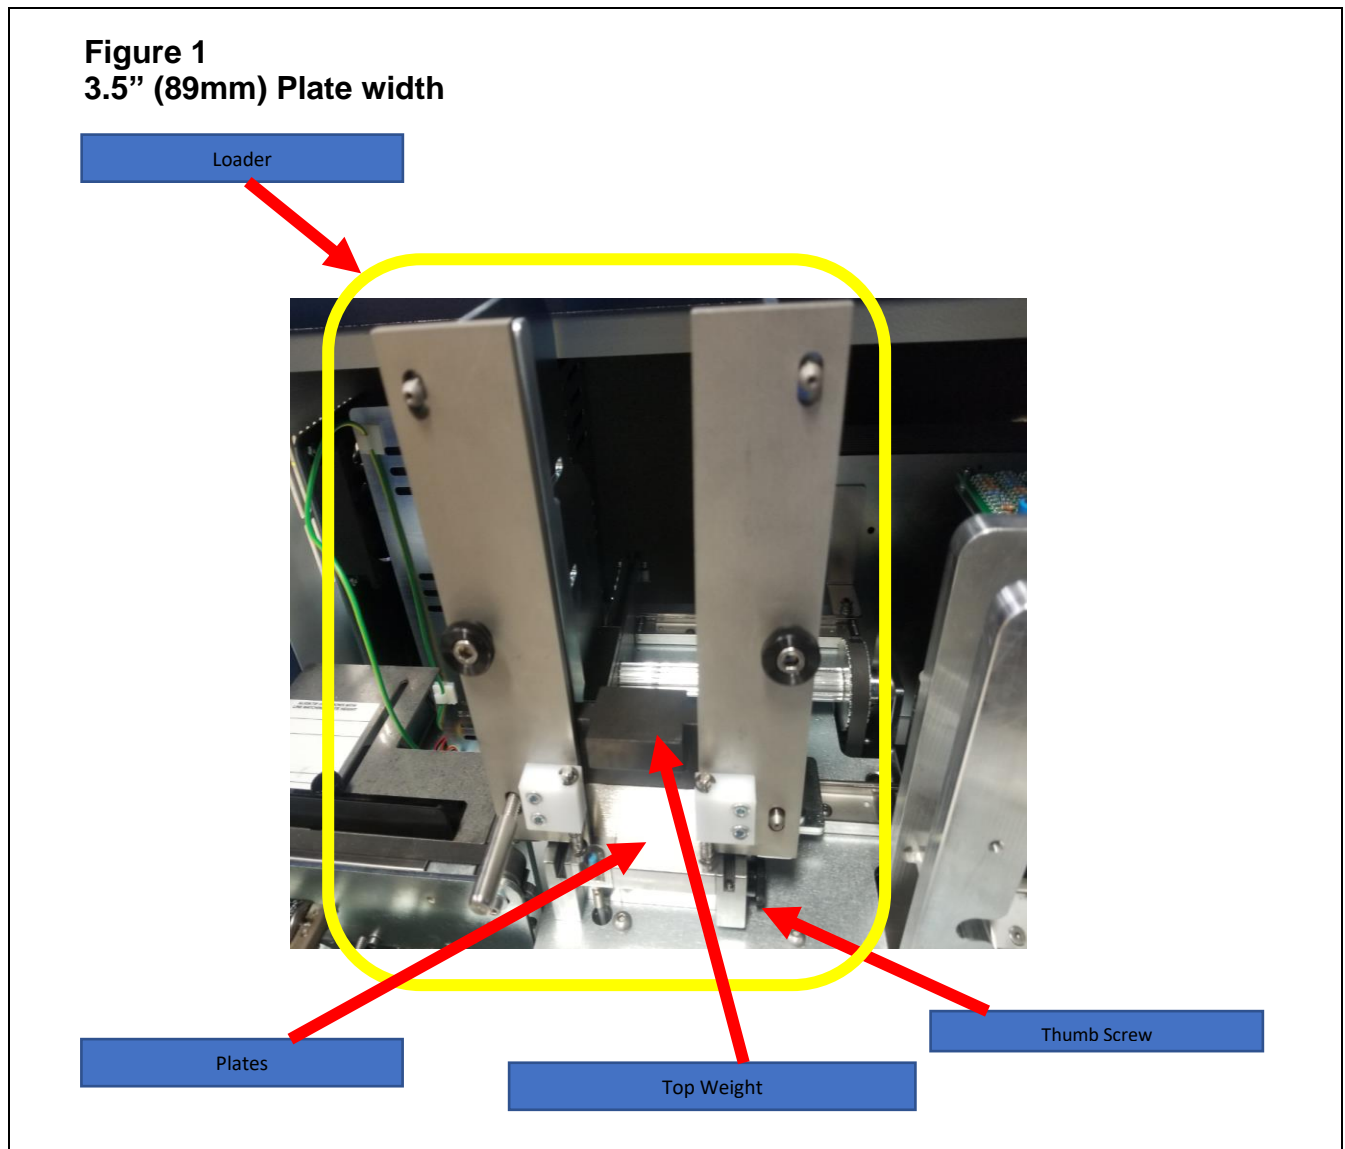 Figure 1
3.5” (89mm) Plate width
Loader
Plates
Top Weight
Thumb Screw